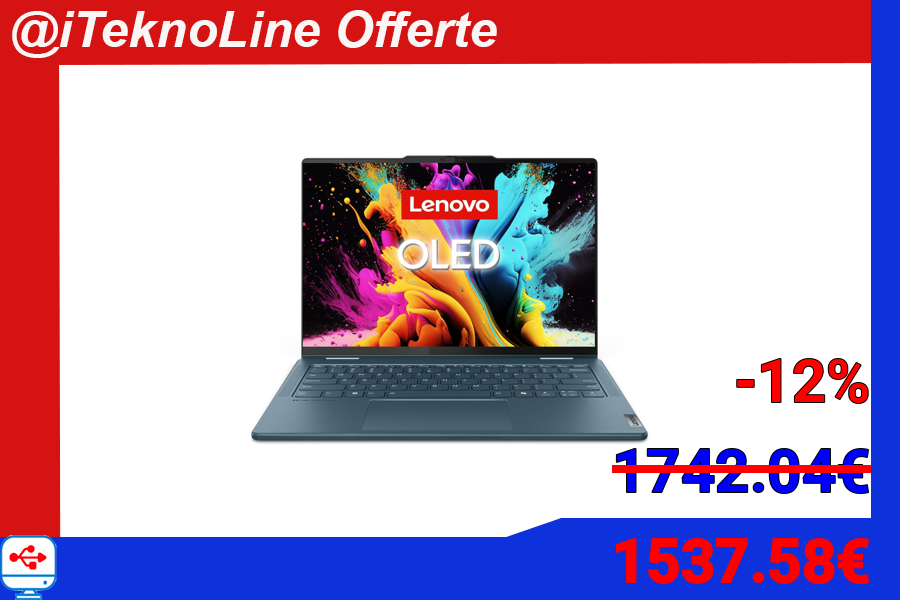 @iTeknoLine Offerte
Lenovo
OLED
-12%
1742.04€
1537.58€